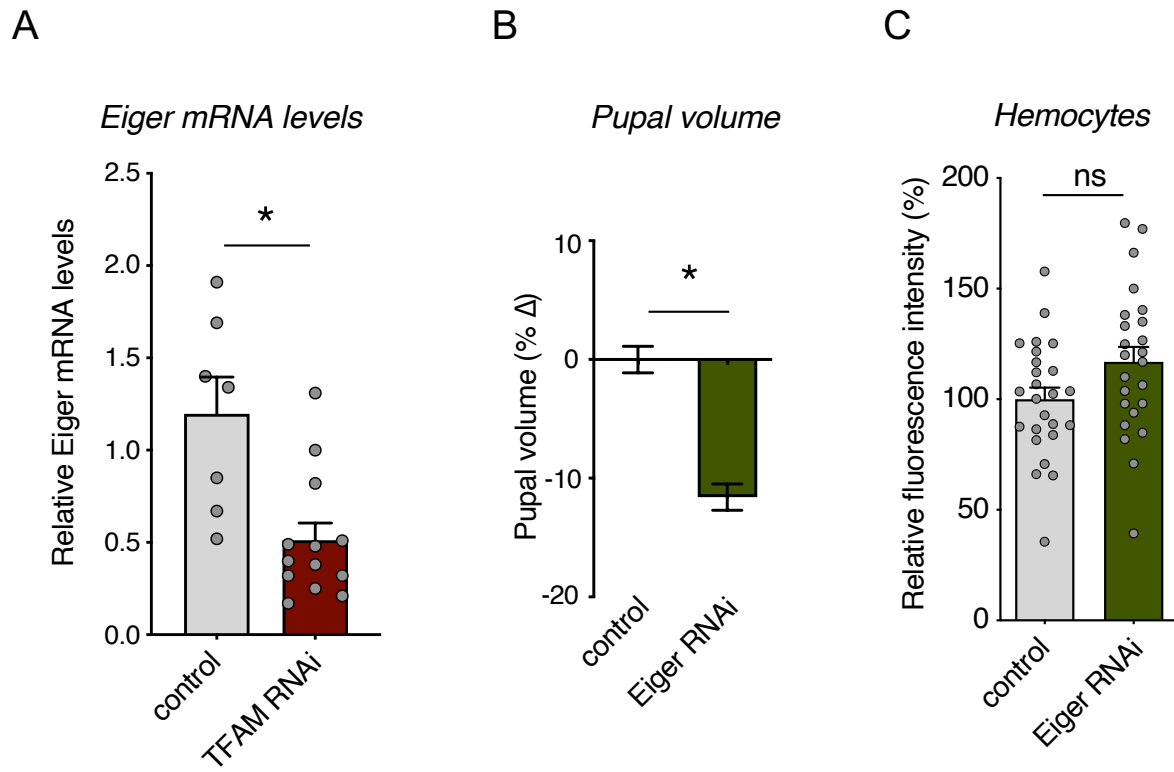 A
Eiger mRNA levels
Relative Eiger mRNA levels
2.5
2.0
1.5
1.0
0.5
0.0
*
control
TFAM RNAi
B
Pupal volume
Pupal volume (% Δ)
10
0
-10
-20
*
control
Eiger RNAi
C
Hemocytes
Relative fluorescence intensity (%)
200
150
100
50
0
ns
control
Eiger RNAi